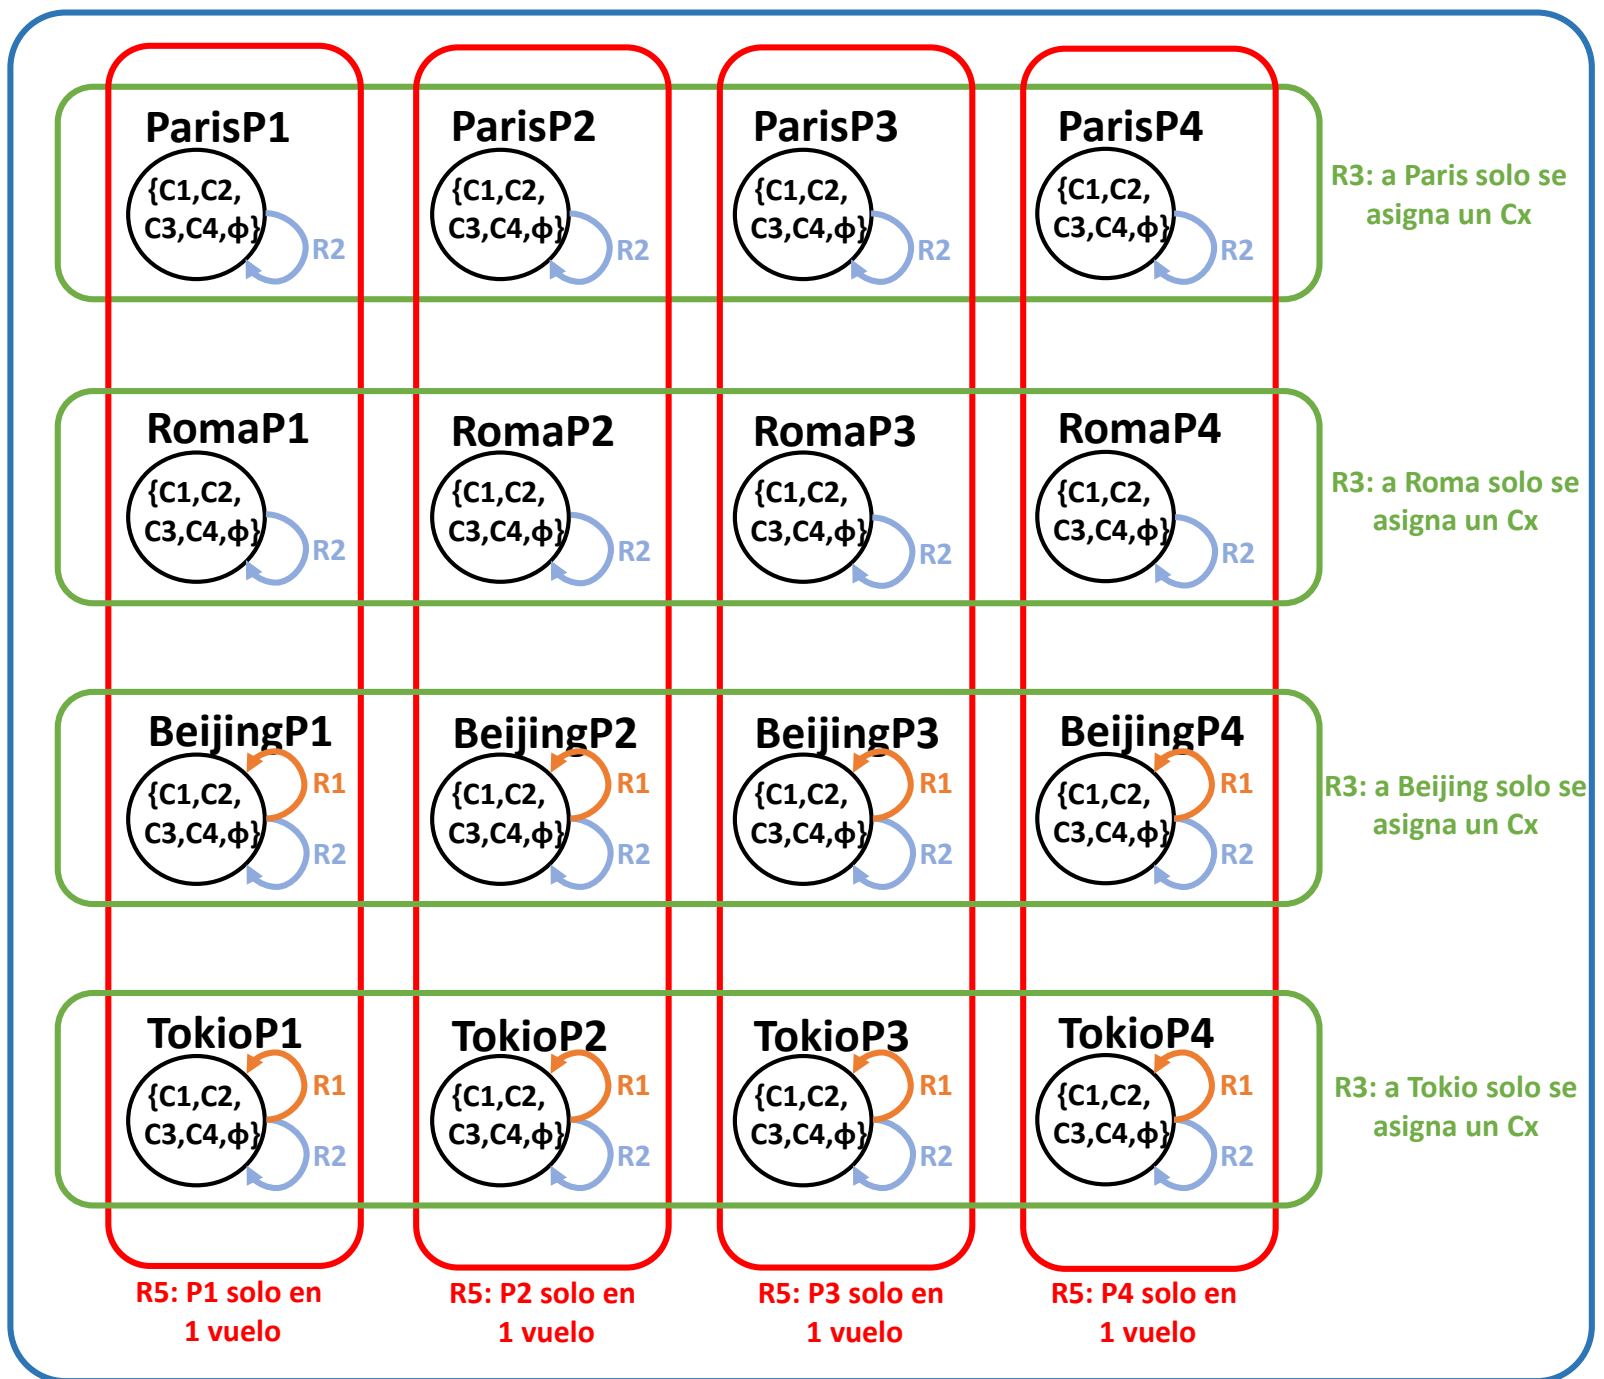 ParisP1
ParisP2
ParisP3
ParisP4
{C1,C2,
C3,C4,ϕ}
R2
{C1,C2,
C3,C4,ϕ}
R2
{C1,C2,
C3,C4,ϕ}
R2
{C1,C2,
C3,C4,ϕ}
R2
R3: a Paris solo se
asigna un Cx
RomaP1
RomaP2
RomaP3
RomaP4
{C1,C2,
C3,C4,ϕ}
R2
{C1,C2,
C3,C4,ϕ}
R2
{C1,C2,
C3,C4,ϕ}
R2
{C1,C2,
C3,C4,ϕ}
R2
R3: a Roma solo se
asigna un Cx
BeijingP1
BeijingP2
BeijingP3
BeijingP4
{C1,C2,
C3,C4,ϕ}
R1
R2
{C1,C2,
C3,C4,ϕ}
R1
R2
{C1,C2,
C3,C4,ϕ}
R1
R2
{C1,C2,
C3,C4,ϕ}
R1
R2
R3: a Beijing solo se
asigna un Cx
TokioP1
TokioP2
TokioP3
TokioP4
{C1,C2,
C3,C4,ϕ}
R1
R2
{C1,C2,
C3,C4,ϕ}
R1
R2
{C1,C2,
C3,C4,ϕ}
R1
R2
{C1,C2,
C3,C4,ϕ}
R1
R2
R3: a Tokio solo se
asigna un Cx
R5: P1 solo en
1 vuelo
R5: P2 solo en
1 vuelo
R5: P3 solo en
1 vuelo
R5: P4 solo en
1 vuelo